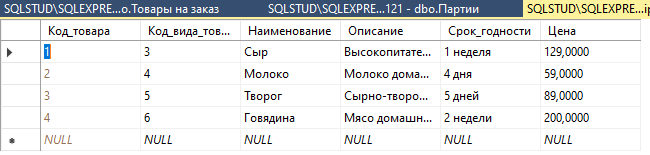 SQLSTUD\SQLEXPRE...о.Товары на заказ SQLSTUD\SQLEXPRE...121 - dbo.Партии SQLSTUD\SQLEXPRE...ip
Код_товара Код_вида_тов... Наименование Описание Срок_годности Цена
1 3 Сыр Высокопитате... 1 неделя 129,0000
2 4 Молоко Молоко дома... 4 дня 59,0000
3 5 Творог Сырно-творо... 5 дней 89,0000
4 6 Говядина Мясо домашн... 2 недели 200,0000
NULL NULL NULL NULL NULL NULL